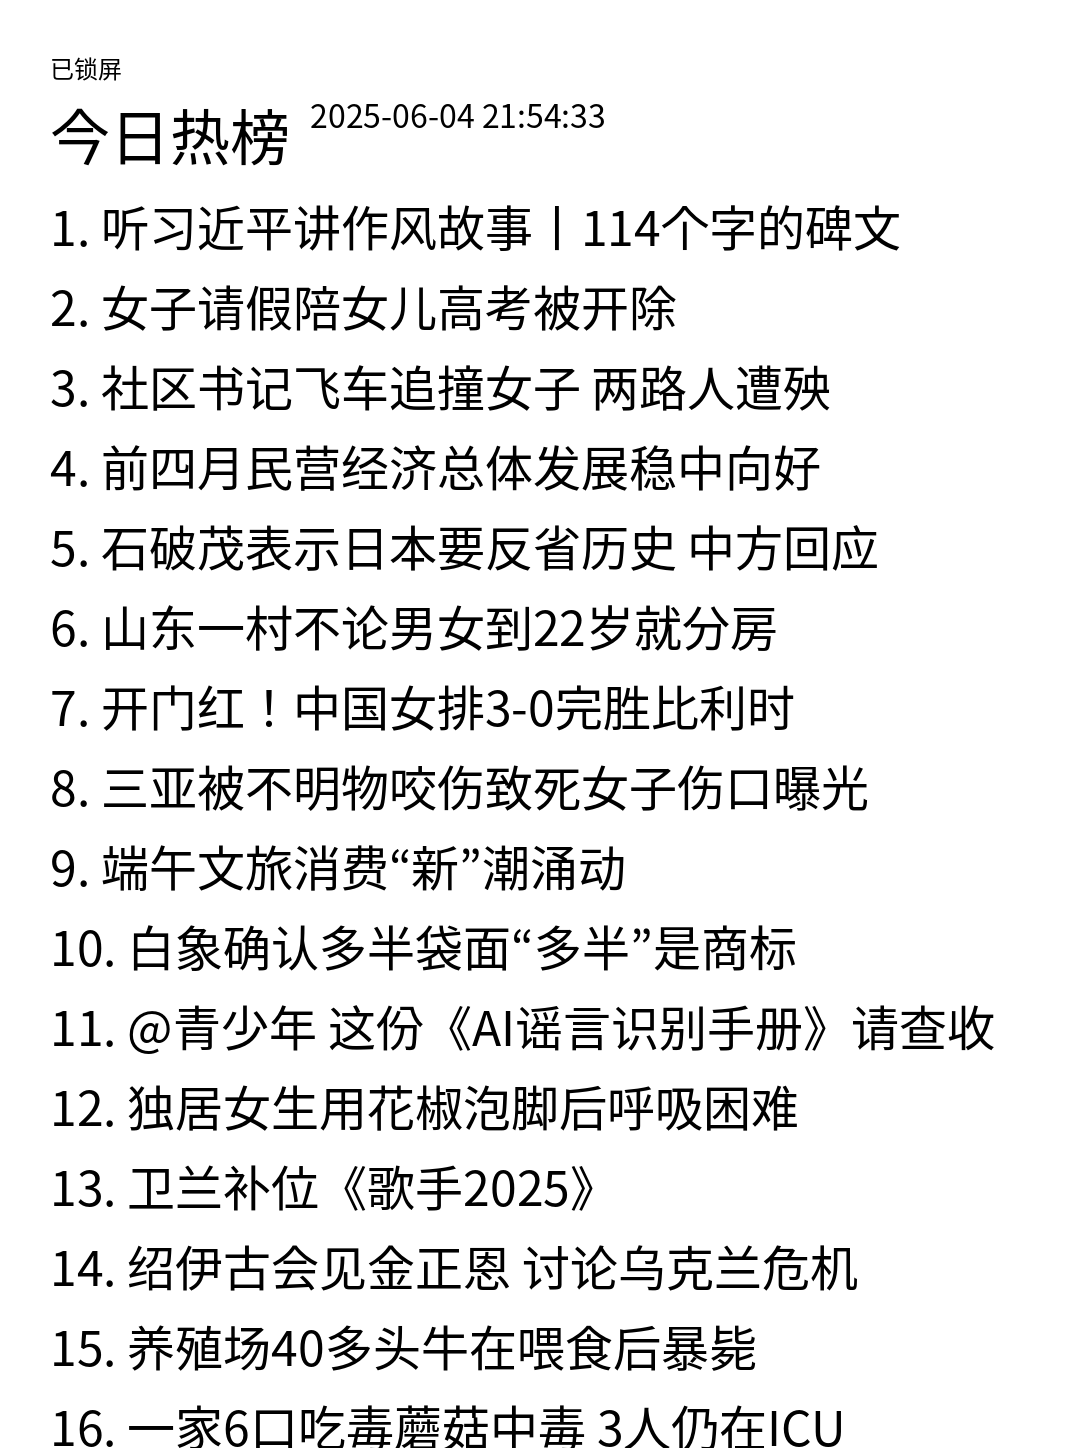 已锁屏
今日热榜 2025-06-04 21:54:33
1. 听习近平讲作风故事丨114个字的碑文
2. 女子请假陪女儿高考被开除
3. 社区书记飞车追撞女子 两路人遭殃
4. 前四月民营经济总体发展稳中向好
5. 石破茂表示日本要反省历史 中方回应
6. 山东一村不论男女到22岁就分房
7. 开门红！中国女排3-0完胜比利时
8. 三亚被不明物咬伤致死女子伤口曝光
9. 端午文旅消费“新”潮涌动
10. 白象确认多半袋面“多半”是商标
11. @青少年 这份《AI谣言识别手册》请查收
12. 独居女生用花椒泡脚后呼吸困难
13. 卫兰补位《歌手2025》
14. 绍伊古会见金正恩 讨论乌克兰危机
15. 养殖场40多头牛在喂食后暴毙
16. 一家6口吃毒蘑菇中毒 3人仍在ICU